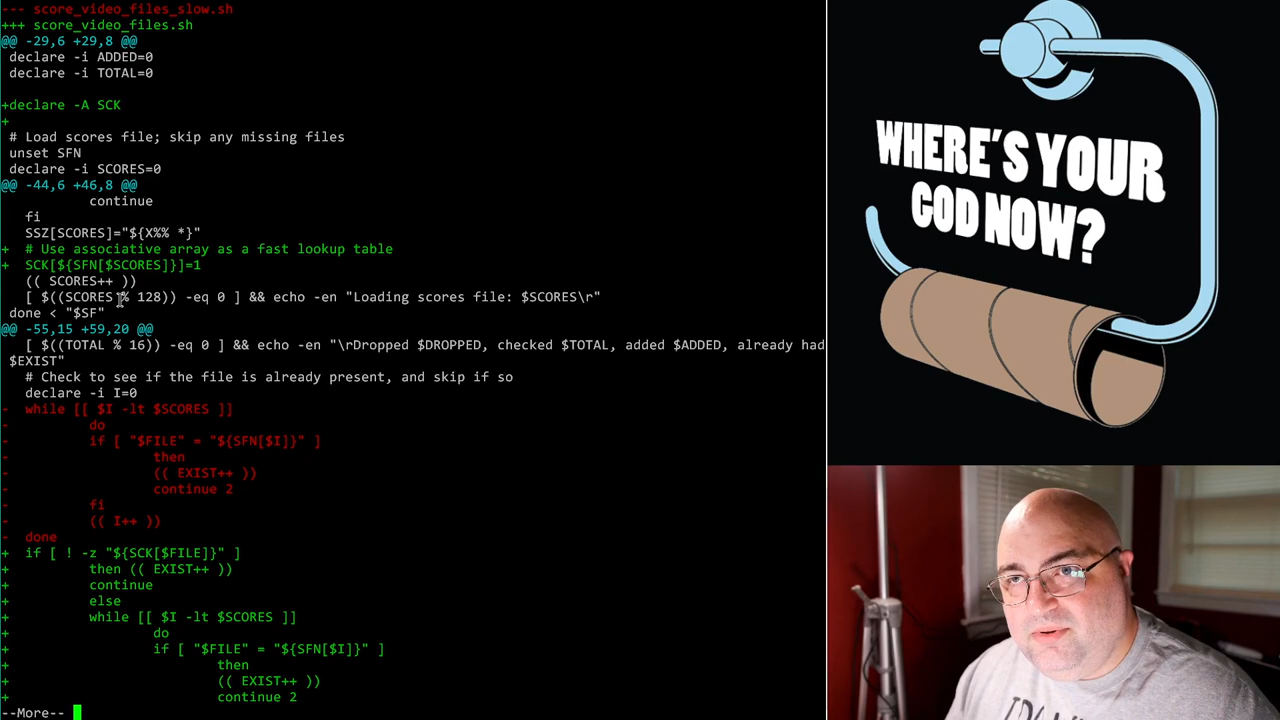 --- score_video_files_slow.sh
+++ score_video_files.sh
@@ -29,6 +29,8 @@
 declare -i ADDED=0
 declare -i TOTAL=0

+declare -A SCK
+
 # Load scores file; skip any missing files
 unset SFN
 declare -i SCORES=0
@@ -44,6 +46,8 @@
           continue
   fi
   SSZ[SCORES]="${X%% *}"
+  # Use associative array as a fast lookup table
+  SCK[${SFN[$SCORES]}]=1
   (( SCORES++ ))
   [ $((SCORES % 128)) -eq 0 ] && echo -en "Loading scores file: $SCORES\r"
 done < "$SF"
@@ -55,15 +59,20 @@
   [ $((TOTAL % 16)) -eq 0 ] && echo -en "\rDropped $DROPPED, checked $TOTAL, added $ADDED, already had
 $EXIST"
   # Check to see if the file is already present, and skip if so
   declare -i I=0
-  while [[ $I -lt $SCORES ]]
-          do
-          if [ "$FILE" = "${SFN[$I]}" ]
-                  then
-                  (( EXIST++ ))
-                  continue 2
-          fi
-          (( I++ ))
-  done
+  if [ ! -z "${SCK[$FILE]}" ]
+          then (( EXIST++ ))
+          continue
+          else
+          while [[ $I -lt $SCORES ]]
+                  do
+                  if [ "$FILE" = "${SFN[$I]}" ]
+                          then
+                          (( EXIST++ ))
+                          continue 2
--More--
WHERE'S YOUR
GOD NOW?